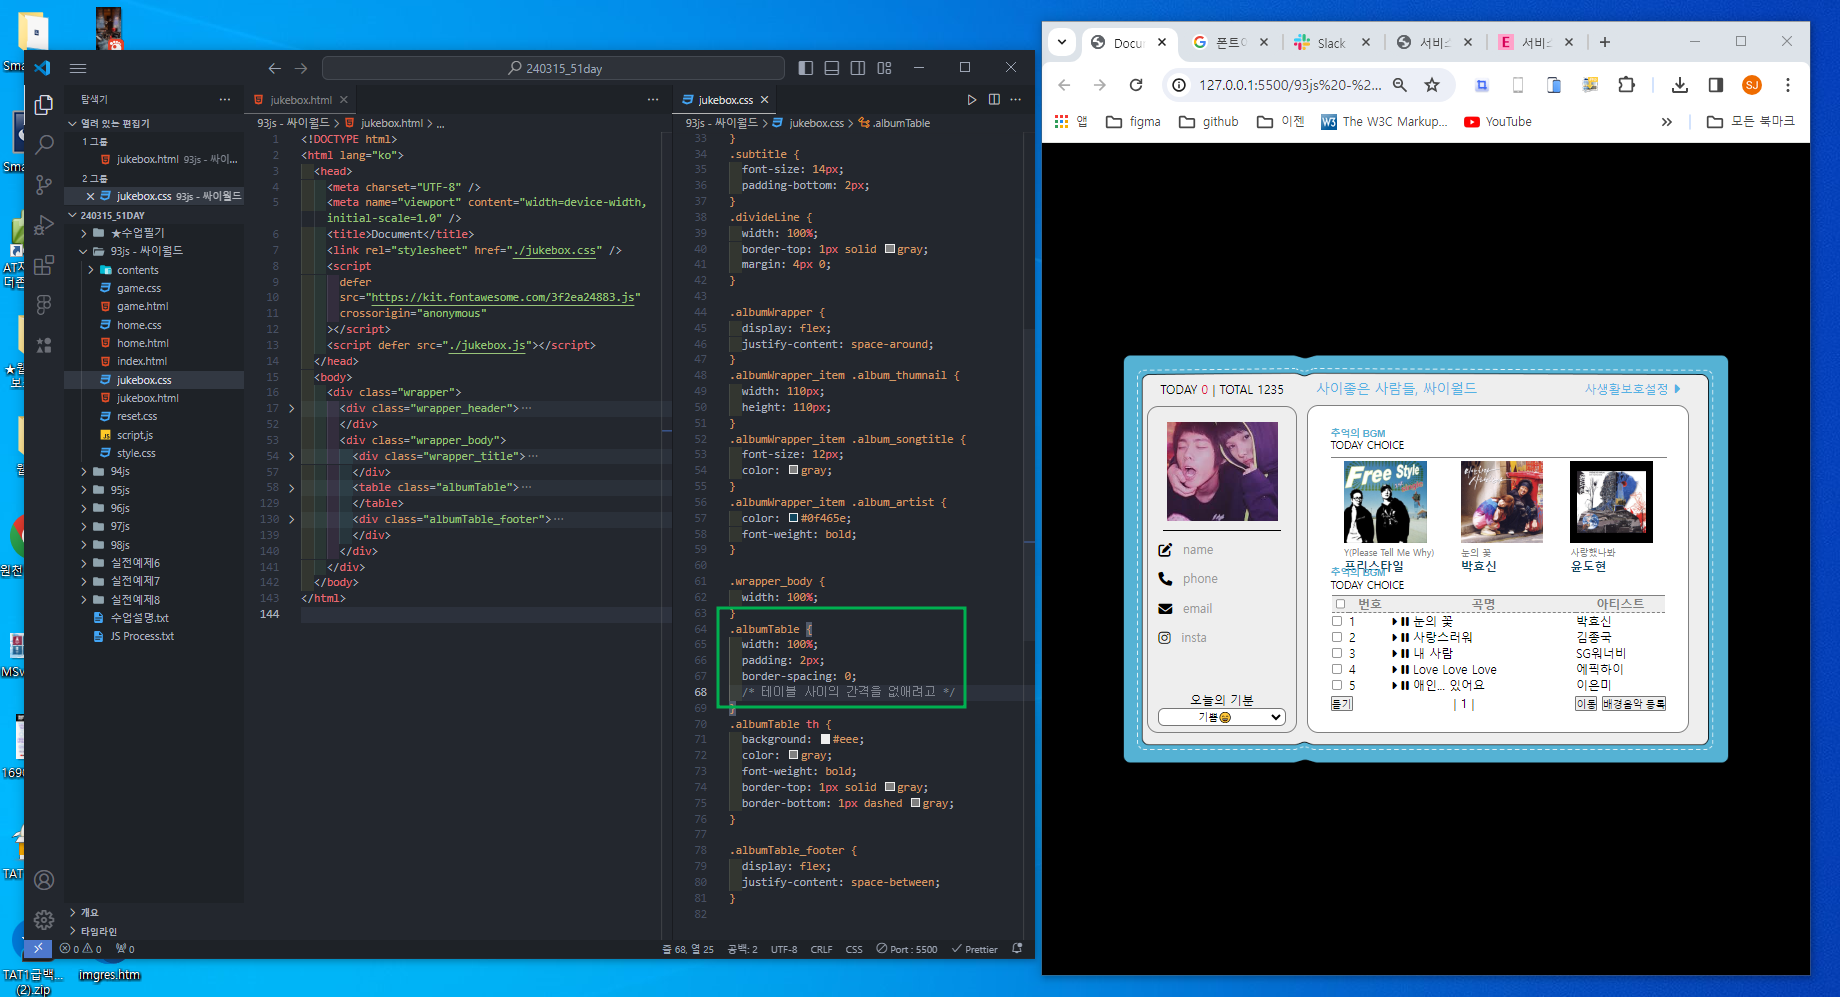 Sma
Sma
AT지
더존
원천
MSv
1690
TAT
TAT1급백...
(2).zip
imgres.htm
240315_51day
탐색기
열려 있는 편집기
1 그룹
jukebox.html 93js - 싸이...
2 그룹
jukebox.css 93js - 싸이월드
240315_51DAY
★수업필기
93js - 싸이월드
contents
game.css
game.html
home.css
home.html
index.html
jukebox.css
jukebox.html
reset.css
script.js
style.css
94js
95js
96js
97js
98js
실전예제6
실전예제7
실전예제8
수업설명.txt
JS Process.txt
개요
타임라인
jukebox.html
93js - 싸이월드 > jukebox.html > ...
1 <!DOCTYPE html>
2 <html lang="ko">
3 <head>
4 <meta charset="UTF-8" />
5 <meta name="viewport" content="width=device-width,
initial-scale=1.0" />
6 <title>Document</title>
7 <link rel="stylesheet" href="./jukebox.css" />
8 <script
9 defer
10 src="https://kit.fontawesome.com/3f2ea24883.js"
11 crossorigin="anonymous"
12 ></script>
13 <script defer src="./jukebox.js"></script>
14 </head>
15 <body>
16 <div class="wrapper">
17 <div class="wrapper_header">...
52 </div>
53 <div class="wrapper_body">
54 <div class="wrapper_title">...
57 </div>
58 <table class="albumTable">...
129 </table>
130 <div class="albumTable_footer">...
139 </div>
140 </div>
141 </div>
142 </body>
143 </html>
144
jukebox.css
93js - 싸이월드 > jukebox.css > .albumTable
33 }
34 .subtitle {
35 font-size: 14px;
36 padding-bottom: 2px;
37 }
38 .divideLine {
39 width: 100%;
40 border-top: 1px solid gray;
41 margin: 4px 0;
42 }
43
44 .albumWrapper {
45 display: flex;
46 justify-content: space-around;
47 }
48 .albumWrapper_item .album_thumnail {
49 width: 110px;
50 height: 110px;
51 }
52 .albumWrapper_item .album_songtitle {
53 font-size: 12px;
54 color: gray;
55 }
56 .albumWrapper_item .album_artist {
57 color: #0f465e;
58 font-weight: bold;
59 }
60
61 .wrapper_body {
62 width: 100%;
63 }
64 .albumTable {
65 width: 100%;
66 padding: 2px;
67 border-spacing: 0;
68 /* 테이블 사이의 간격을 없애려고 */
69 }
70 .albumTable th {
71 background: #eee;
72 color: gray;
73 font-weight: bold;
74 border-top: 1px solid gray;
75 border-bottom: 1px dashed gray;
76 }
77
78 .albumTable_footer {
79 display: flex;
80 justify-content: space-between;
81 }
82
0 0 0
줄 68, 열 25 공백: 2 UTF-8 CRLF CSS Port : 5500 Prettier
Docu
폰트
Slack
서비
서비
127.0.0.1:5500/93js%20-%2...
SJ
앱 figma github 이젠 The W3C Markup... YouTube » 모든 북마크
TODAY 0 | TOTAL 1235
사이좋은 사람들, 싸이월드
사생활보호설정
name
phone
email
insta
오늘의 기분
기쁨😄
추억의 BGM
TODAY CHOICE
Free Style
Y(Please Tell Me Why)
프리스타일
눈의 꽃
박효신
사랑했나봐
윤도현
추억의 BGM
TODAY CHOICE
번호 곡명 아티스트
1 눈의 꽃 박효신
2 사랑스러워 김종국
3 내 사람 SG워너비
4 Love Love Love 에픽하이
5 애인... 있어요 이은미
듣기 | 1 | 이동 배경음악 등록